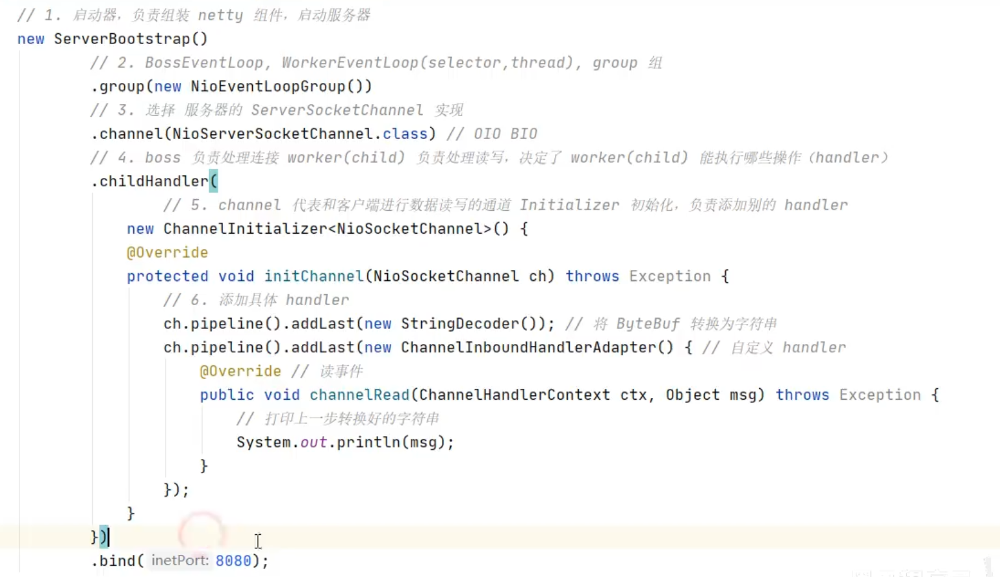 // 1. 启动器，负责组装 netty 组件，启动服务器
new ServerBootstrap()
// 2. BossEventLoop, WorkerEventLoop(selector,thread), group 组
.group(new NioEventLoopGroup())
// 3. 选择 服务器的 ServerSocketChannel 实现
.channel(NioServerSocketChannel.class) // OIO BIO
// 4. boss 负责处理连接 worker(child) 负责处理读写，决定了 worker(child) 能执行哪些操作（handler）
.childHandler(
// 5. channel 代表和客户端进行数据读写的通道 Initializer 初始化，负责添加别的 handler
new ChannelInitializer<NioSocketChannel>() {
@Override
protected void initChannel(NioSocketChannel ch) throws Exception {
// 6. 添加具体 handler
ch.pipeline().addLast(new StringDecoder()); // 将 ByteBuf 转换为字符串
ch.pipeline().addLast(new ChannelInboundHandlerAdapter() { // 自定义 handler
@Override // 读事件
public void channelRead(ChannelHandlerContext ctx, Object msg) throws Exception {
// 打印上一步转换好的字符串
System.out.println(msg);
}
});
}
})
.bind( inetPort: 8080);